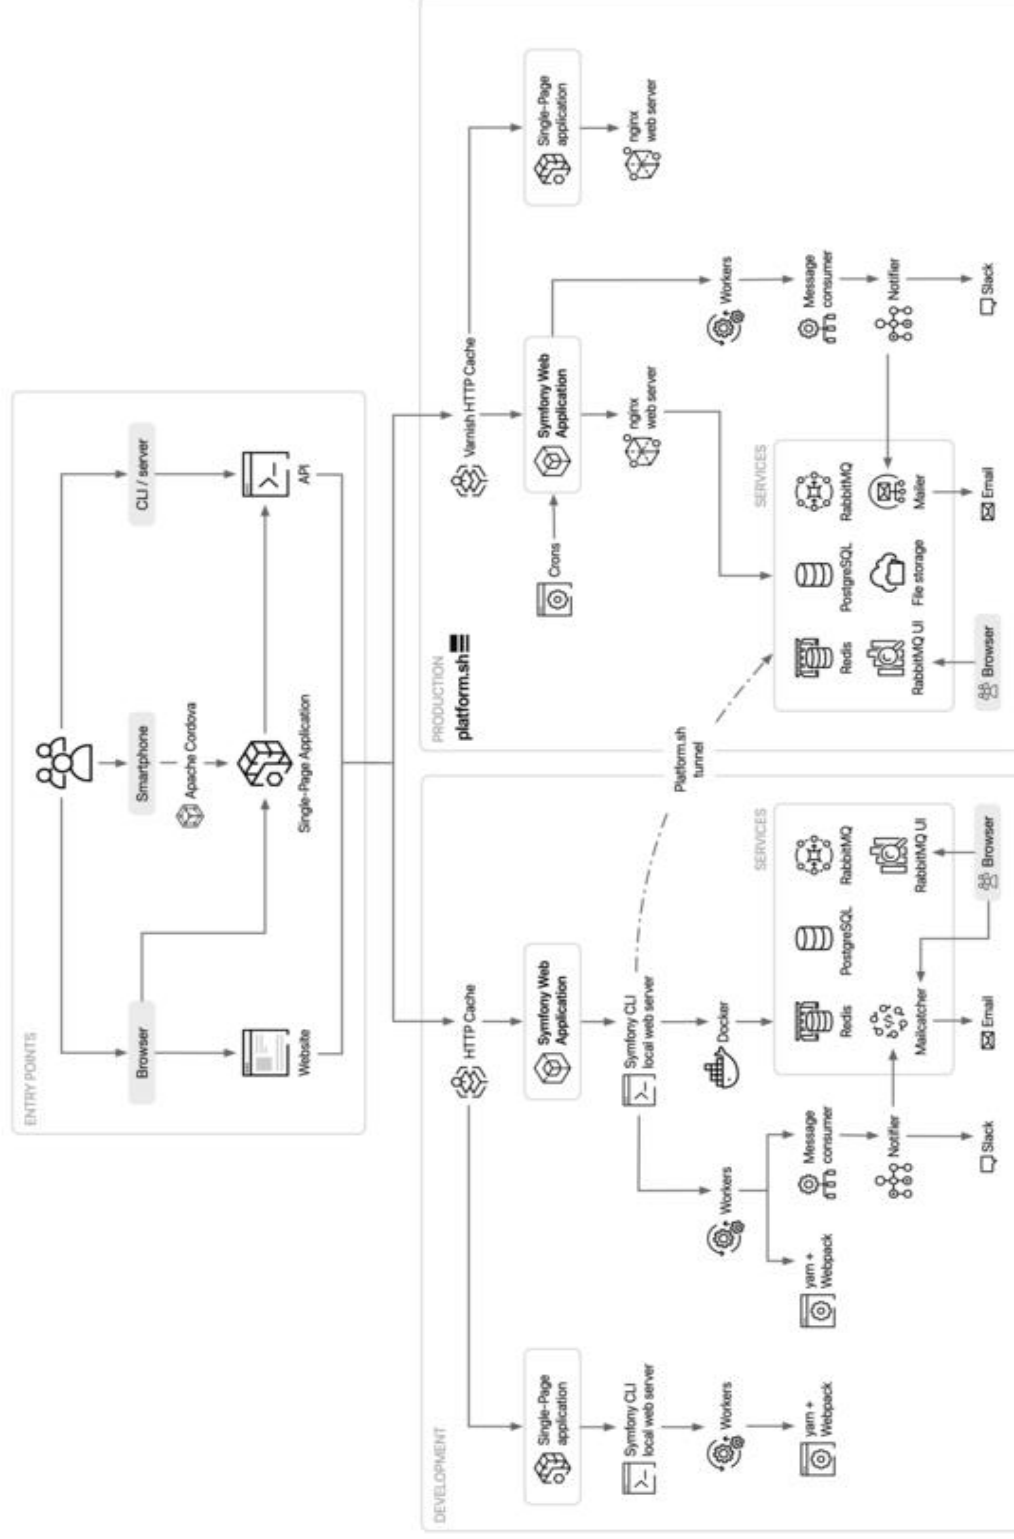 ENTRY POINTS
Browser
Smartphone
CLI / server
Apache Cordova
Website
Single-Page Application
API
DEVELOPMENT
HTTP Cache
Single-Page
application
Symfony Web
Application
Symfony CLI
local web server
Symfony CLI
local web server
Workers
Workers
Docker
yarn +
Webpack
yarn +
Webpack
Message
consumer
Notifier
Slack
SERVICES
Redis
PostgreSQL
RabbitMQ
Mailcatcher
RabbitMQ UI
Email
Browser
Platform.sh
tunnel
PRODUCTION
platform.sh
Varnish HTTP Cache
Crons
Symfony Web
Application
Single-Page
application
nginx
web server
nginx
web server
Workers
Message
consumer
Notifier
Slack
SERVICES
Redis
PostgreSQL
RabbitMQ
RabbitMQ UI
File storage
Mailer
Browser
Email